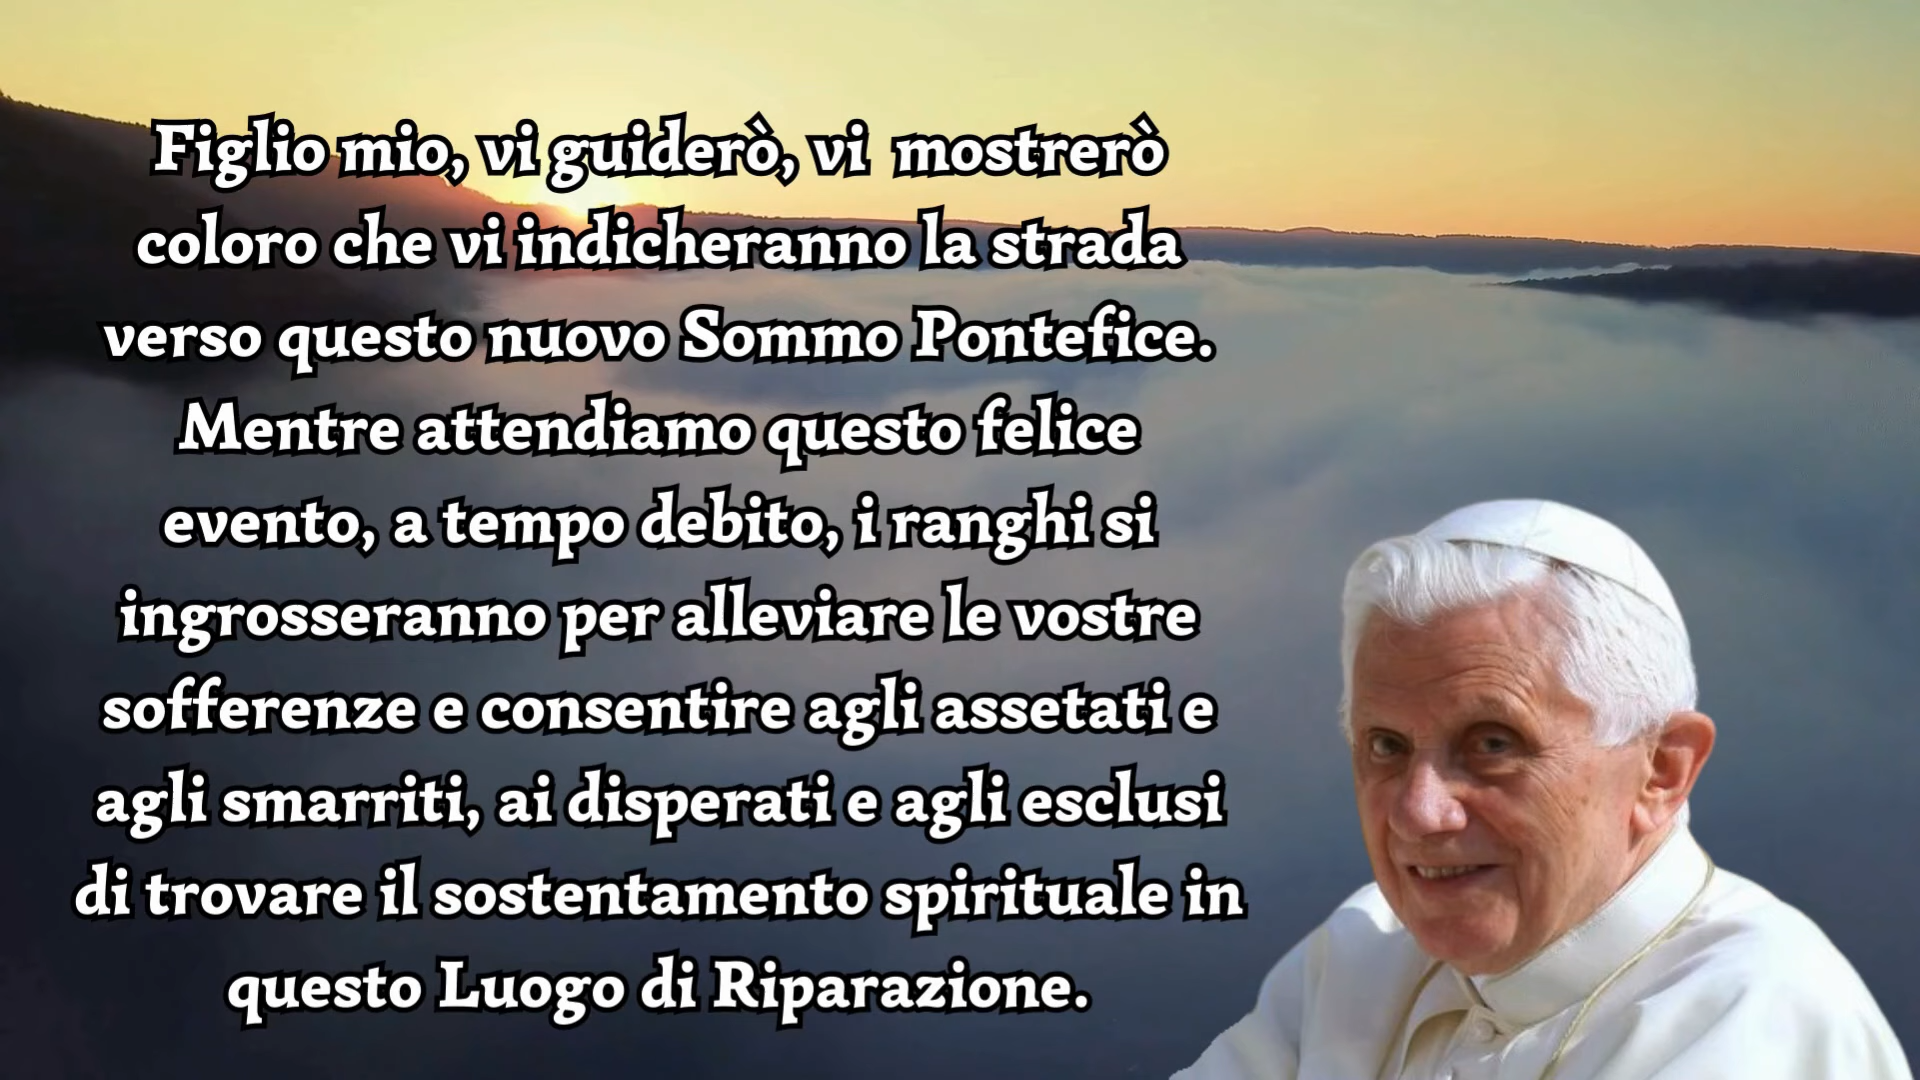 Figlio mio, vi guiderò, vi mostrerò
coloro che vi indicheranno la strada
verso questo nuovo Sommo Pontefice.
Mentre attendiamo questo felice
evento, a tempo debito, i ranghi si
ingrosseranno per alleviare le vostre
sofferenze e consentire agli assetati e
agli smarriti, ai disperati e agli esclusi
di trovare il sostentamento spirituale in
questo Luogo di Riparazione.